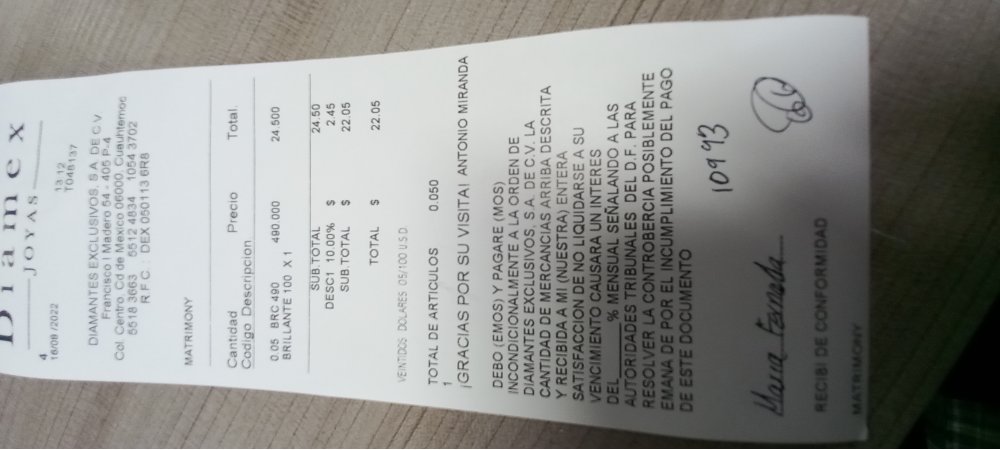 Diamex
JOYAS
4
16/08/2022 13:12
T048137
DIAMANTES EXCLUSIVOS, S.A. DE C.V.
Francisco I Madero 54 - 405 P-4
Col. Centro, Cd de Mexico 06000, Cuauhtemoc
5518 3663 5512 4834 1054 3702
R.F.C.: DEX 050113 6R8
MATRIMONY
Cantidad Precio Total.
Codigo Descripcion
0.05 BRC 490 490.000 24.500
BRILLANTE 100 X 1
SUB.TOTAL 24.50
DESC1 10.00% $ 2.45
SUB.TOTAL $ 22.05
TOTAL $ 22.05
VEINTIDOS DOLARES 05/100 U.S.D.
TOTAL DE ARTICULOS 0.050
1
¡GRACIAS POR SU VISITA! ANTONIO MIRANDA
DEBO (EMOS) Y PAGARE (MOS)
INCONDICIONALMENTE A LA ORDEN DE
DIAMANTES EXCLUSIVOS, S.A. DE C.V. LA
CANTIDAD DE MERCANCIAS ARRIBA DESCRITA
Y RECIBIDA A MI (NUESTRA) ENTERA
SATISFACCION DE NO LIQUIDARSE A SU
VENCIMIENTO CAUSARA UN INTERES
DEL______% MENSUAL SEÑALANDO A LAS
AUTORIDADES TRIBUNALES DEL D.F. PARA
RESOLVER LA CONTROBERCIA POSIBLEMENTE
EMANA DE POR EL INCUMPLIMIENTO DEL PAGO
DE ESTE DOCUMENTO
10993
Maria Fernanda
RECIBI DE CONFORMIDAD
MATRIMONY